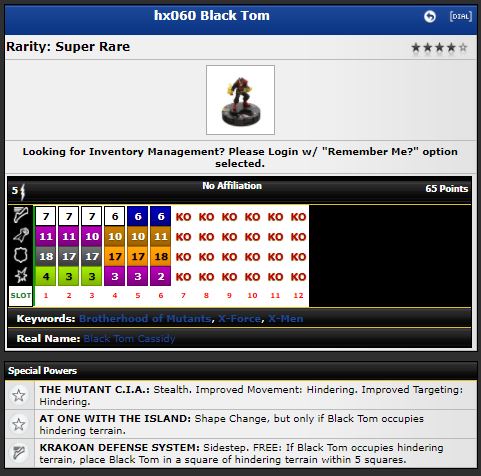 hx060 Black Tom
[DIAL]
Rarity: Super Rare
Looking for Inventory Management? Please Login w/ "Remember Me?" option
selected.
5 No Affiliation 65 Points
7 7 7 6 6 6 KO KO KO KO KO KO
11 11 10 10 10 11 KO KO KO KO KO KO
18 17 17 17 17 18 KO KO KO KO KO KO
4 3 3 3 3 2 KO KO KO KO KO KO
SLOT 1 2 3 4 5 6 7 8 9 10 11 12
Keywords: Brotherhood of Mutants, X-Force, X-Men
Real Name: Black Tom Cassidy
Special Powers
THE MUTANT C.I.A.: Stealth. Improved Movement: Hindering. Improved Targeting:
Hindering.
AT ONE WITH THE ISLAND: Shape Change, but only if Black Tom occupies
hindering terrain.
KRAKOAN DEFENSE SYSTEM: Sidestep. FREE: If Black Tom occupies hindering
terrain, place Black Tom in a square of hindering terrain within 5 squares.